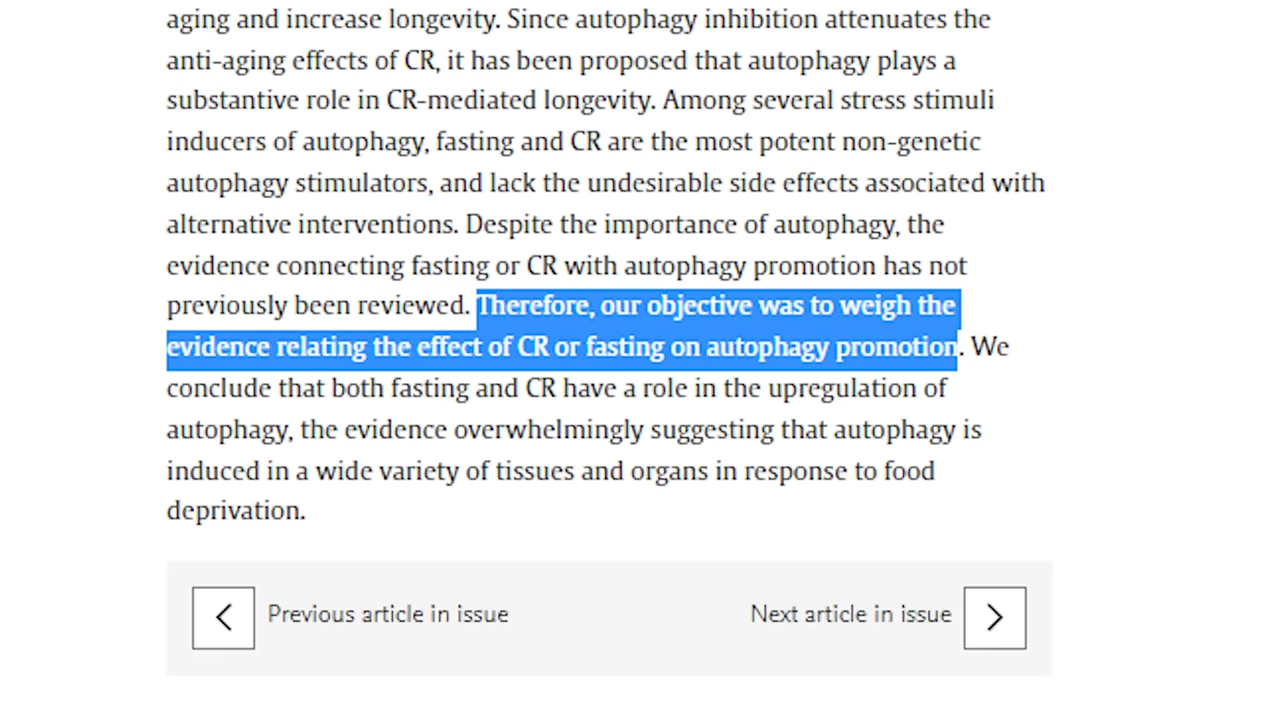 aging and increase longevity. Since autophagy inhibition attenuates the
anti-aging effects of CR, it has been proposed that autophagy plays a
substantive role in CR-mediated longevity. Among several stress stimuli
inducers of autophagy, fasting and CR are the most potent non-genetic
autophagy stimulators, and lack the undesirable side effects associated with
alternative interventions. Despite the importance of autophagy, the
evidence connecting fasting or CR with autophagy promotion has not
previously been reviewed. Therefore, our objective was to weigh the
evidence relating the effect of CR or fasting on autophagy promotion. We
conclude that both fasting and CR have a role in the upregulation of
autophagy, the evidence overwhelmingly suggesting that autophagy is
induced in a wide variety of tissues and organs in response to food
deprivation.
Previous article in issue
Next article in issue